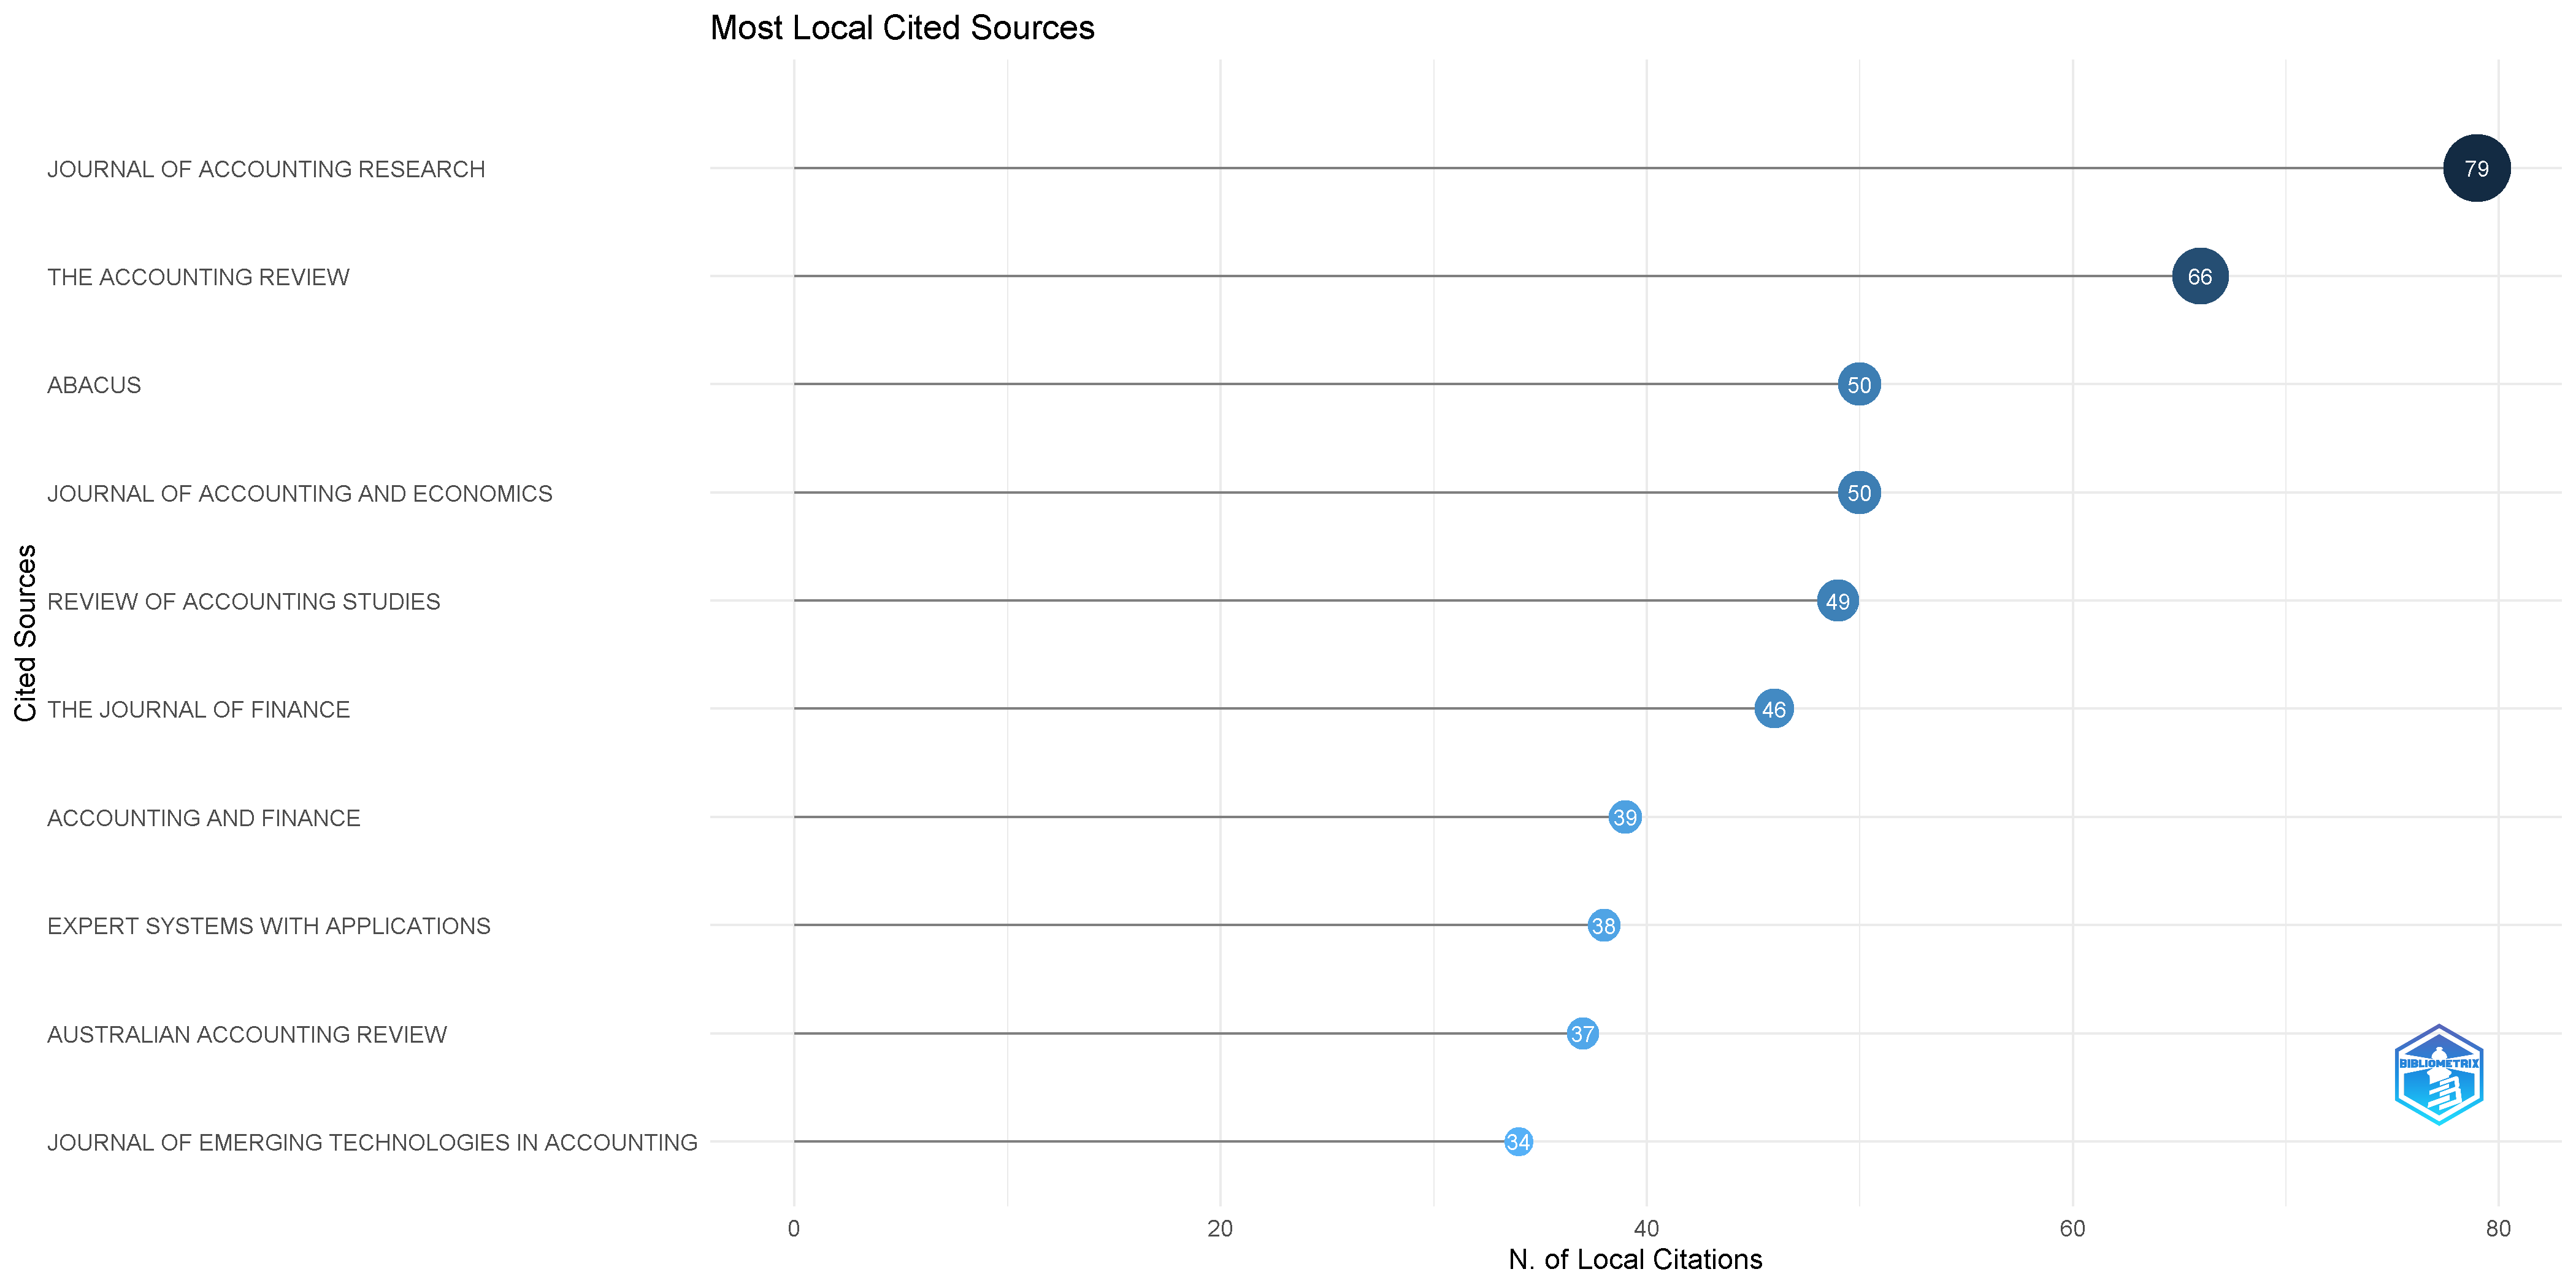 Most Local Cited Sources
JOURNAL OF ACCOUNTING RESEARCH
79
THE ACCOUNTING REVIEW
66
ABACUS
50
JOURNAL OF ACCOUNTING AND ECONOMICS
50
REVIEW OF ACCOUNTING STUDIES
49
THE JOURNAL OF FINANCE
46
ACCOUNTING AND FINANCE
39
EXPERT SYSTEMS WITH APPLICATIONS
38
AUSTRALIAN ACCOUNTING REVIEW
37
JOURNAL OF EMERGING TECHNOLOGIES IN ACCOUNTING
34
Cited Sources
BIBLIOMETRIX
0 20 40 60 80
N. of Local Citations